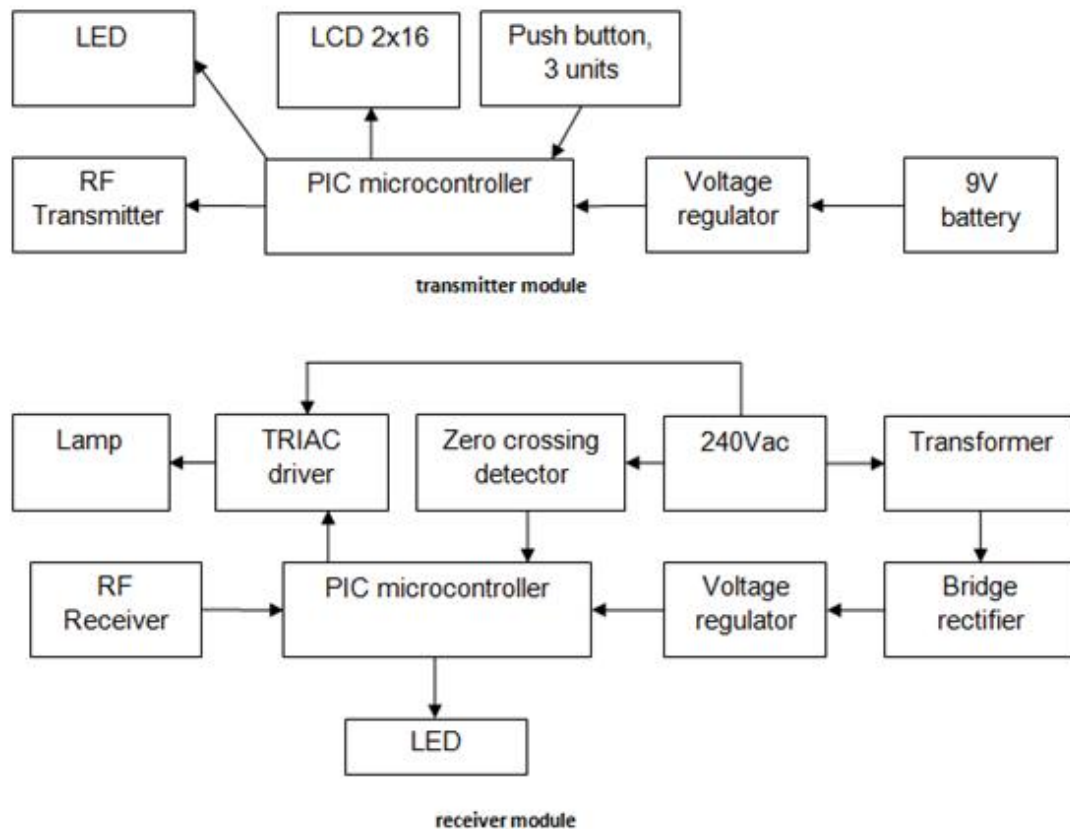 LED
LCD 2x16
Push button,
3 units
RF
Transmitter
PIC microcontroller
Voltage
regulator
9V
battery
transmitter module
Lamp
TRIAC
driver
Zero crossing
detector
240Vac
Transformer
RF
Receiver
PIC microcontroller
Voltage
regulator
Bridge
rectifier
LED
receiver module